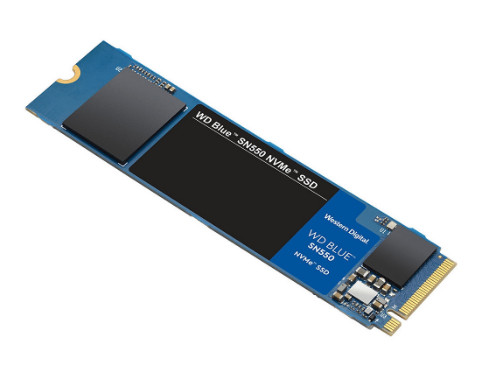 WD Blue™ SN550 NVMe™ SSD
Western Digital
WD BLUE™
SN550
NVMe™ SSD